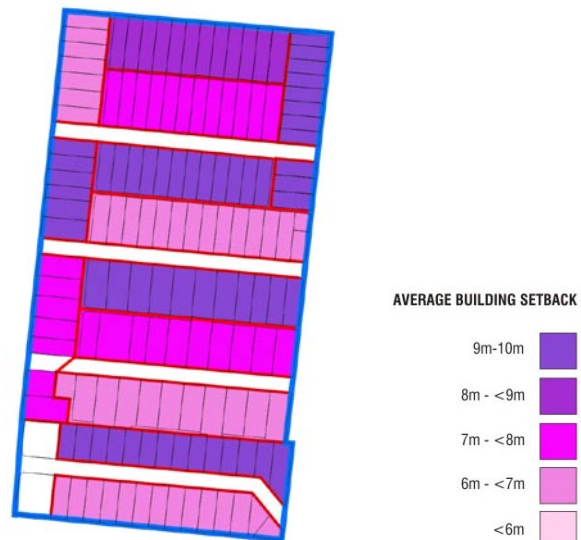 AVERAGE BUILDING SETBACK
9m-10m
8m - <9m
7m - <8m
6m - <7m
<6m